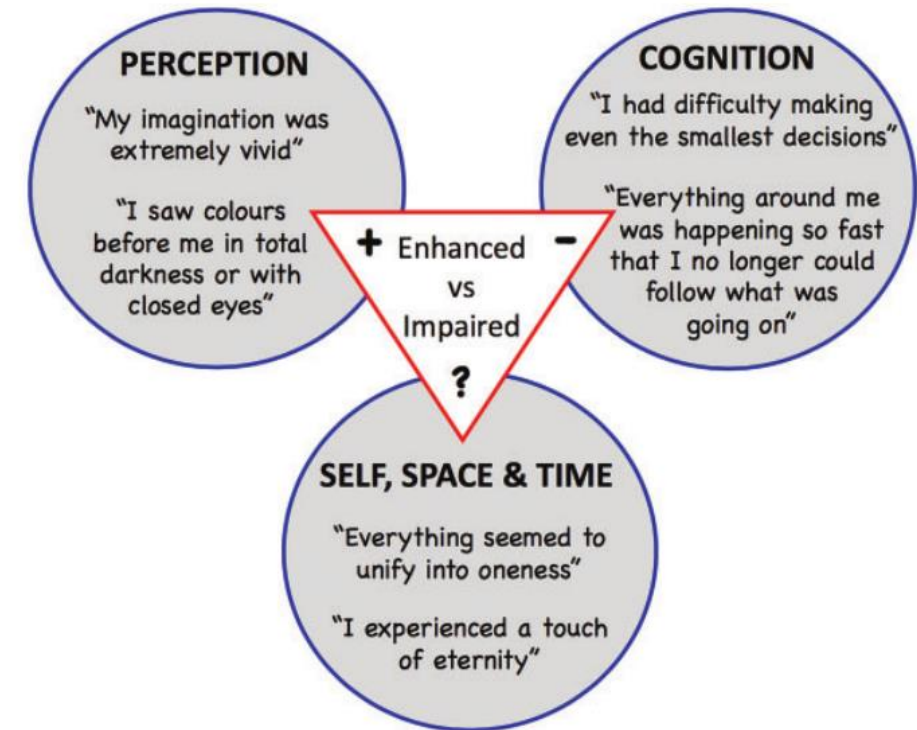 PERCEPTION
“My imagination was
extremely vivid”
“I saw colours
before me in total
darkness or with
closed eyes”
COGNITION
“I had difficulty making
even the smallest decisions”
“Everything around me
was happening so fast
that I no longer could
follow what was
going on”
+ Enhanced −
vs
Impaired
?
SELF, SPACE & TIME
“Everything seemed to
unify into oneness”
“I experienced a touch
of eternity”